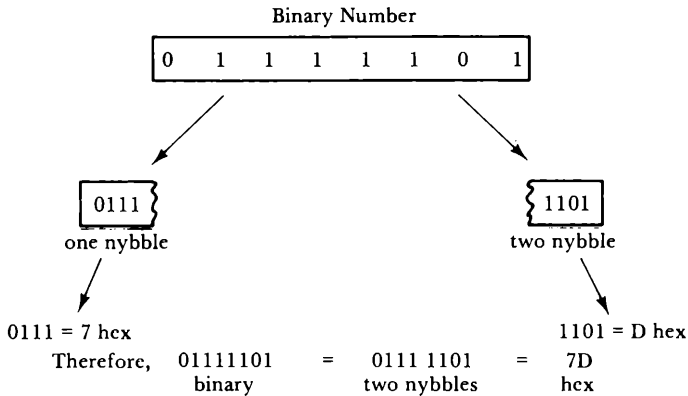 Binary Number
0 1 1 1 1 1 0 1
0111 1101
one nybble two nybble
0111 = 7 hex 1101 = D hex
Therefore, 01111101 = 0111 1101 = 7D
binary two nybbles hex